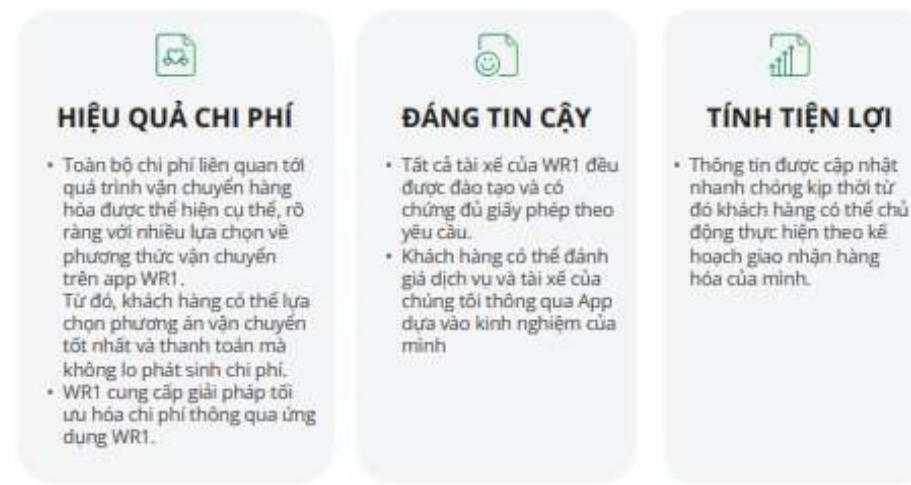 HIỆU QUẢ CHI PHÍ
• Toàn bộ chi phí liên quan tới
quá trình vận chuyển hàng
hóa được thể hiện cụ thể, rõ
ràng với nhiều lựa chọn về
phương thức vận chuyển
trên app WR1.
Từ đó, khách hàng có thể lựa
chọn phương án vận chuyển
tốt nhất và thanh toán mà
không lo phát sinh chi phí.
• WR1 cung cấp giải pháp tối
ưu hóa chi phí thông qua ứng
dụng WR1.
ĐÁNG TIN CẬY
• Tất cả tài xế của WR1 đều
được đào tạo và có
chứng đủ giấy phép theo
yêu cầu.
• Khách hàng có thể đánh
giá dịch vụ và tài xế của
chúng tôi thông qua App
dựa vào kinh nghiệm của
mình
TÍNH TIỆN LỢI
• Thông tin được cập nhật
nhanh chóng kịp thời từ
đó khách hàng có thể chủ
động thực hiện theo kế
hoạch giao nhận hàng
hóa của mình.